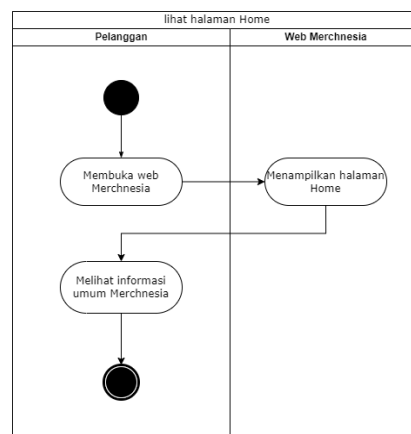 lihat halaman Home
Pelanggan
Web Merchnesia
Membuka web
Merchnesia
Menampilkan halaman
Home
Melihat informasi
umum Merchnesia